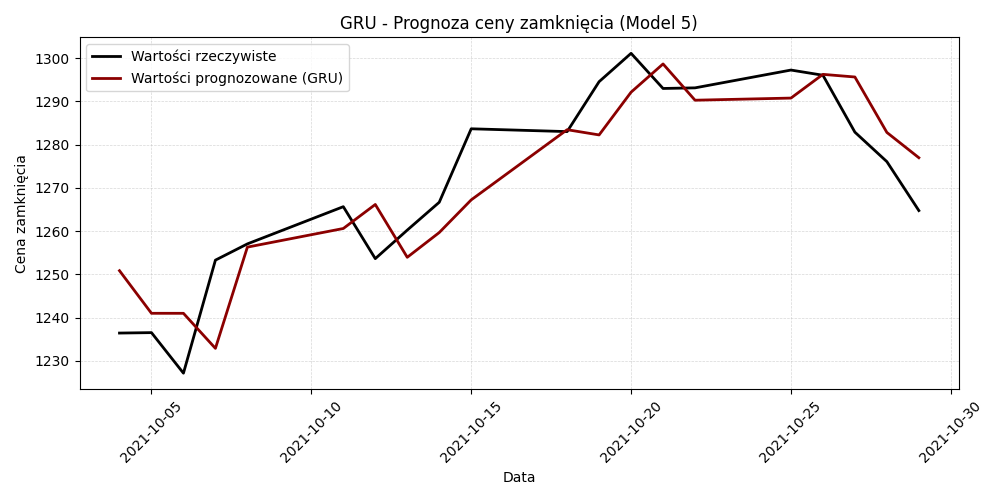 GRU - Prognoza ceny zamknięcia (Model 5)
Wartości rzeczywiste
Wartości prognozowane (GRU)
Cena zamknięcia
1300
1290
1280
1270
1260
1250
1240
1230
2021-10-05
2021-10-10
2021-10-15
2021-10-20
2021-10-25
2021-10-30
Data